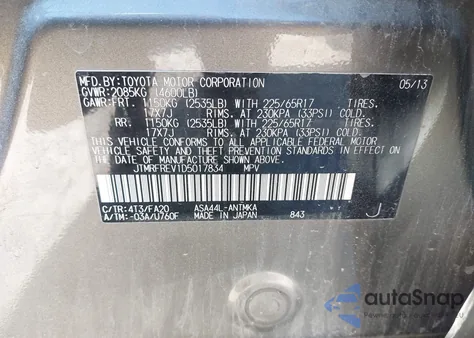 MFD.BY:TOYOTA MOTOR CORPORATION 05/13
GVWR:2085KG (4600LB)
GAWR:FRT. 1150KG (2535LB) WITH 225/65R17 TIRES.
17X7J RIMS. AT 230KPA (33PSI) COLD
RR. 1150KG (2535LB) WITH 225/65R17 TIRES.
17X7J RIMS. AT 230KPA (33PSI) COLD
THIS VEHICLE CONFORMS TO ALL APPLICABLE FEDERAL MOTOR VEHICLE
SAFETY, BUMPER, AND THEFT PREVENTION STANDARDS IN EFFECT ON THE
DATE OF MANUFACTURE SHOWN ABOVE.
JTMRFREV1D5017834 MPV
C/TR:4T3/FA20 ASA44L-ANTMKA
A/TM:-03A/U760F MADE IN JAPAN 843 J
autoSnap